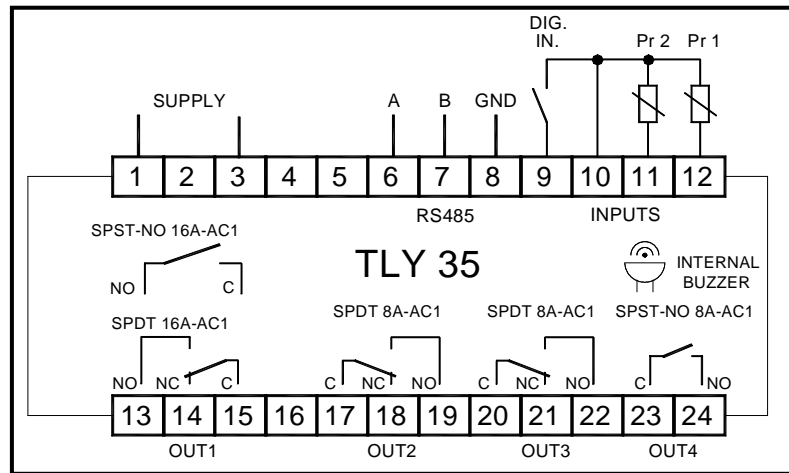 DIG.
IN. Pr 2 Pr 1
SUPPLY A B GND
1 2 3 4 5 6 7 8 9 10 11 12
RS485 INPUTS
SPST-NO 16A-AC1
TLY 35
INTERNAL
BUZZER
NO C
SPDT 16A-AC1 SPDT 8A-AC1 SPDT 8A-AC1 SPST-NO 8A-AC1
NO NC C C NC NO C NC NO C NO
13 14 15 16 17 18 19 20 21 22 23 24
OUT1 OUT2 OUT3 OUT4